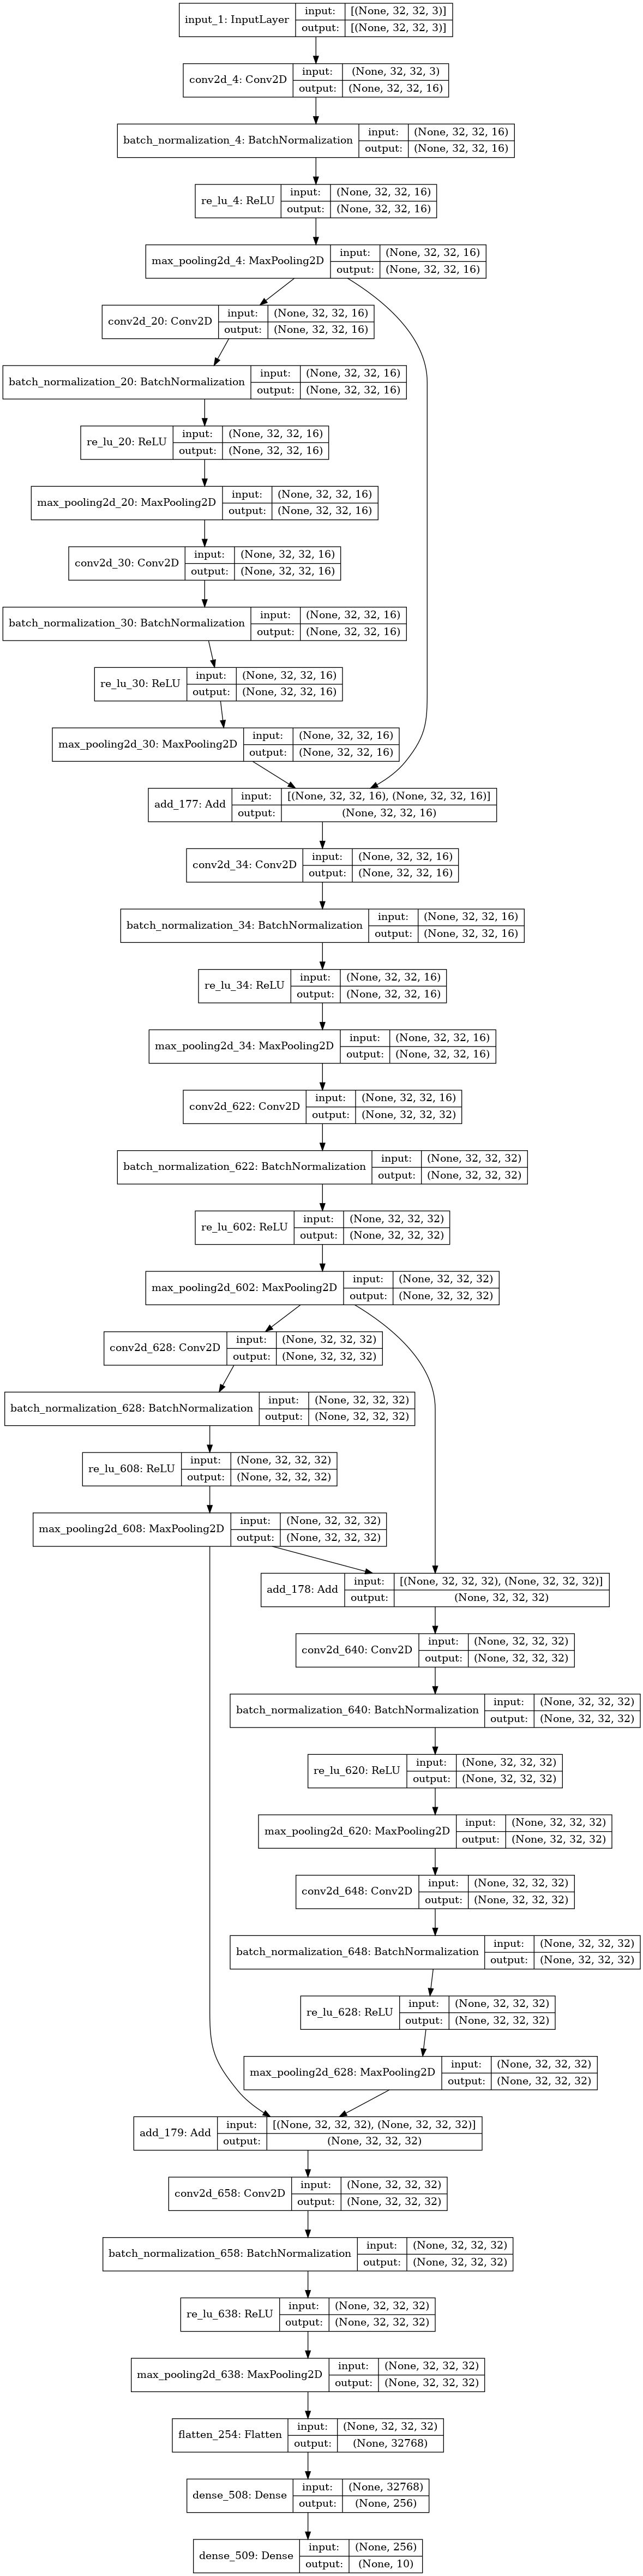 input_1: InputLayer input: [(None, 32, 32, 3)]
output: [(None, 32, 32, 3)]
conv2d_4: Conv2D input: (None, 32, 32, 3)
output: (None, 32, 32, 16)
batch_normalization_4: BatchNormalization input: (None, 32, 32, 16)
output: (None, 32, 32, 16)
re_lu_4: ReLU input: (None, 32, 32, 16)
output: (None, 32, 32, 16)
max_pooling2d_4: MaxPooling2D input: (None, 32, 32, 16)
output: (None, 32, 32, 16)
conv2d_20: Conv2D input: (None, 32, 32, 16)
output: (None, 32, 32, 16)
batch_normalization_20: BatchNormalization input: (None, 32, 32, 16)
output: (None, 32, 32, 16)
re_lu_20: ReLU input: (None, 32, 32, 16)
output: (None, 32, 32, 16)
max_pooling2d_20: MaxPooling2D input: (None, 32, 32, 16)
output: (None, 32, 32, 16)
conv2d_30: Conv2D input: (None, 32, 32, 16)
output: (None, 32, 32, 16)
batch_normalization_30: BatchNormalization input: (None, 32, 32, 16)
output: (None, 32, 32, 16)
re_lu_30: ReLU input: (None, 32, 32, 16)
output: (None, 32, 32, 16)
max_pooling2d_30: MaxPooling2D input: (None, 32, 32, 16)
output: (None, 32, 32, 16)
add_177: Add input: [(None, 32, 32, 16), (None, 32, 32, 16)]
output: (None, 32, 32, 16)
conv2d_34: Conv2D input: (None, 32, 32, 16)
output: (None, 32, 32, 16)
batch_normalization_34: BatchNormalization input: (None, 32, 32, 16)
output: (None, 32, 32, 16)
re_lu_34: ReLU input: (None, 32, 32, 16)
output: (None, 32, 32, 16)
max_pooling2d_34: MaxPooling2D input: (None, 32, 32, 16)
output: (None, 32, 32, 16)
conv2d_622: Conv2D input: (None, 32, 32, 16)
output: (None, 32, 32, 32)
batch_normalization_622: BatchNormalization input: (None, 32, 32, 32)
output: (None, 32, 32, 32)
re_lu_602: ReLU input: (None, 32, 32, 32)
output: (None, 32, 32, 32)
max_pooling2d_602: MaxPooling2D input: (None, 32, 32, 32)
output: (None, 32, 32, 32)
conv2d_628: Conv2D input: (None, 32, 32, 32)
output: (None, 32, 32, 32)
batch_normalization_628: BatchNormalization input: (None, 32, 32, 32)
output: (None, 32, 32, 32)
re_lu_608: ReLU input: (None, 32, 32, 32)
output: (None, 32, 32, 32)
max_pooling2d_608: MaxPooling2D input: (None, 32, 32, 32)
output: (None, 32, 32, 32)
add_178: Add input: [(None, 32, 32, 32), (None, 32, 32, 32)]
output: (None, 32, 32, 32)
conv2d_640: Conv2D input: (None, 32, 32, 32)
output: (None, 32, 32, 32)
batch_normalization_640: BatchNormalization input: (None, 32, 32, 32)
output: (None, 32, 32, 32)
re_lu_620: ReLU input: (None, 32, 32, 32)
output: (None, 32, 32, 32)
max_pooling2d_620: MaxPooling2D input: (None, 32, 32, 32)
output: (None, 32, 32, 32)
conv2d_648: Conv2D input: (None, 32, 32, 32)
output: (None, 32, 32, 32)
batch_normalization_648: BatchNormalization input: (None, 32, 32, 32)
output: (None, 32, 32, 32)
re_lu_628: ReLU input: (None, 32, 32, 32)
output: (None, 32, 32, 32)
max_pooling2d_628: MaxPooling2D input: (None, 32, 32, 32)
output: (None, 32, 32, 32)
add_179: Add input: [(None, 32, 32, 32), (None, 32, 32, 32)]
output: (None, 32, 32, 32)
conv2d_658: Conv2D input: (None, 32, 32, 32)
output: (None, 32, 32, 32)
batch_normalization_658: BatchNormalization input: (None, 32, 32, 32)
output: (None, 32, 32, 32)
re_lu_638: ReLU input: (None, 32, 32, 32)
output: (None, 32, 32, 32)
max_pooling2d_638: MaxPooling2D input: (None, 32, 32, 32)
output: (None, 32, 32, 32)
flatten_254: Flatten input: (None, 32, 32, 32)
output: (None, 32768)
dense_508: Dense input: (None, 32768)
output: (None, 256)
dense_509: Dense input: (None, 256)
output: (None, 10)